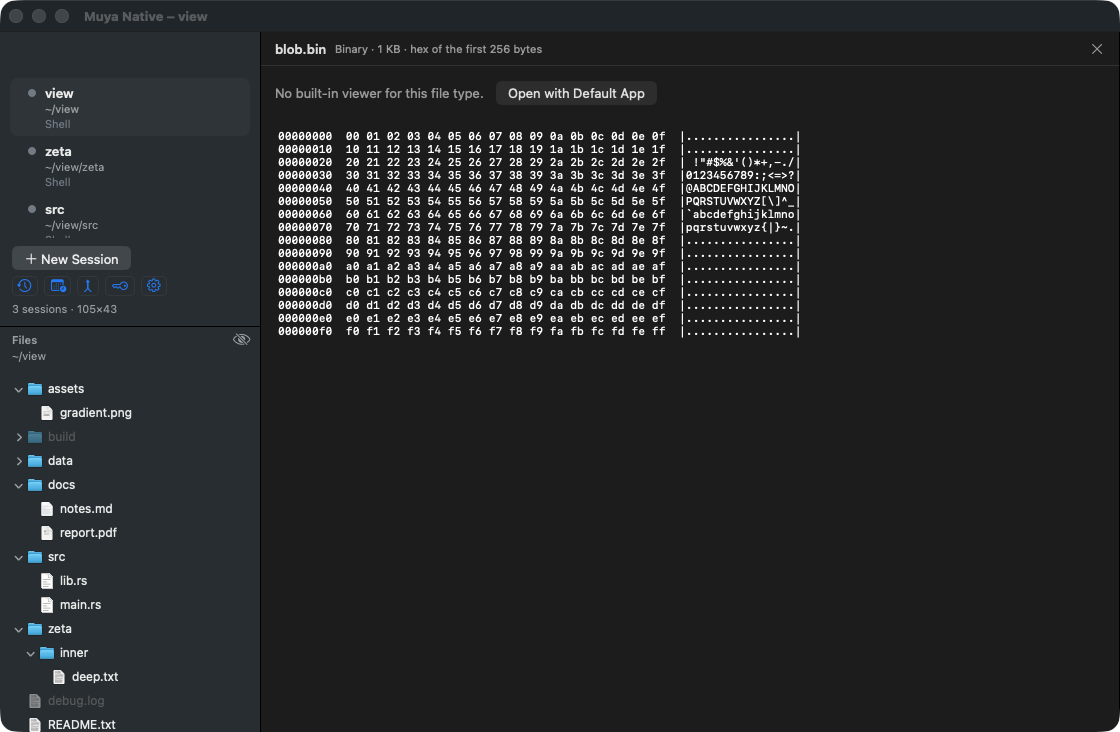 Muya Native – view
view
~/view
Shell
zeta
~/view/zeta
Shell
src
~/view/src
+ New Session
3 sessions · 105×43
Files
~/view
assets
gradient.png
build
data
docs
notes.md
report.pdf
src
lib.rs
main.rs
zeta
inner
deep.txt
debug.log
README.txt
blob.bin Binary · 1 KB · hex of the first 256 bytes
No built-in viewer for this file type. Open with Default App
00000000  00 01 02 03 04 05 06 07 08 09 0a 0b 0c 0d 0e 0f  |................|
00000010  10 11 12 13 14 15 16 17 18 19 1a 1b 1c 1d 1e 1f  |................|
00000020  20 21 22 23 24 25 26 27 28 29 2a 2b 2c 2d 2e 2f  | !"#$%&'()*+,-./|
00000030  30 31 32 33 34 35 36 37 38 39 3a 3b 3c 3d 3e 3f  |0123456789:;<=>?|
00000040  40 41 42 43 44 45 46 47 48 49 4a 4b 4c 4d 4e 4f  |@ABCDEFGHIJKLMNO|
00000050  50 51 52 53 54 55 56 57 58 59 5a 5b 5c 5d 5e 5f  |PQRSTUVWXYZ[\]^_|
00000060  60 61 62 63 64 65 66 67 68 69 6a 6b 6c 6d 6e 6f  |`abcdefghijklmno|
00000070  70 71 72 73 74 75 76 77 78 79 7a 7b 7c 7d 7e 7f  |pqrstuvwxyz{|}~.|
00000080  80 81 82 83 84 85 86 87 88 89 8a 8b 8c 8d 8e 8f  |................|
00000090  90 91 92 93 94 95 96 97 98 99 9a 9b 9c 9d 9e 9f  |................|
000000a0  a0 a1 a2 a3 a4 a5 a6 a7 a8 a9 aa ab ac ad ae af  |................|
000000b0  b0 b1 b2 b3 b4 b5 b6 b7 b8 b9 ba bb bc bd be bf  |................|
000000c0  c0 c1 c2 c3 c4 c5 c6 c7 c8 c9 ca cb cc cd ce cf  |................|
000000d0  d0 d1 d2 d3 d4 d5 d6 d7 d8 d9 da db dc dd de df  |................|
000000e0  e0 e1 e2 e3 e4 e5 e6 e7 e8 e9 ea eb ec ed ee ef  |................|
000000f0  f0 f1 f2 f3 f4 f5 f6 f7 f8 f9 fa fb fc fd fe ff  |................|